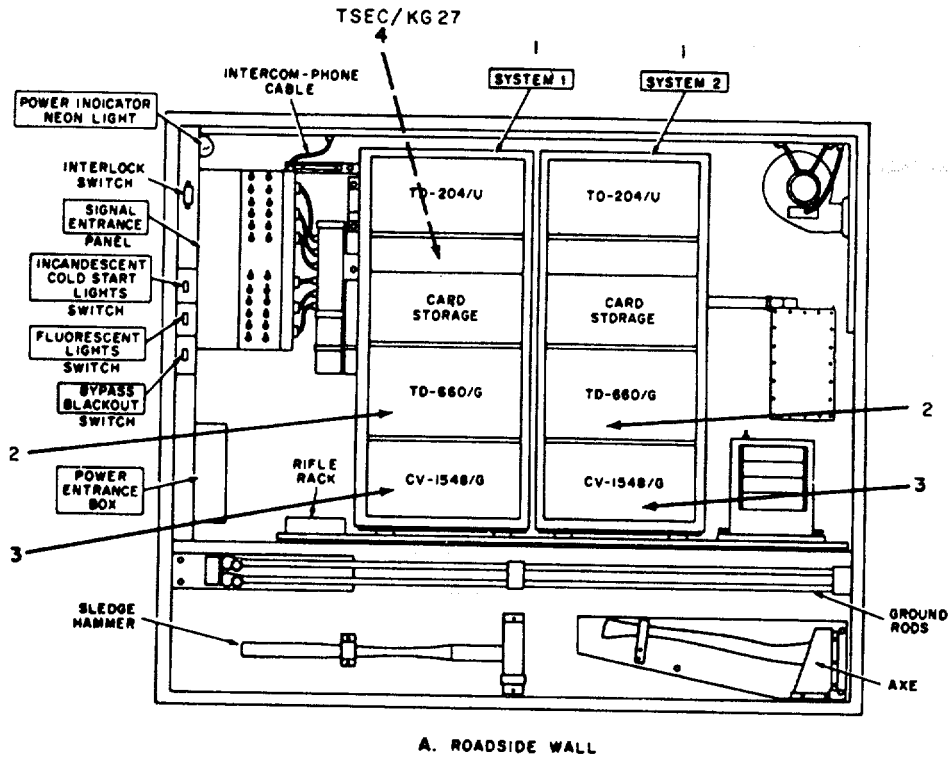 TSEC/KG 27
4
1
1
INTERCOM-PHONE
CABLE
SYSTEM 1
SYSTEM 2
POWER INDICATOR
NEON LIGHT
INTERLOCK
SWITCH
SIGNAL
ENTRANCE
PANEL
INCANDESCENT
COLD START
LIGHTS
SWITCH
FLUORESCENT
LIGHTS
SWITCH
BYPASS
BLACKOUT
SWITCH
2
POWER
ENTRANCE
BOX
3
TD-204/U
CARD
STORAGE
TD-660/G
CV-1548/G
TD-204/U
CARD
STORAGE
TD-660/G
CV-1548/G
2
3
RIFLE
RACK
SLEDGE
HAMMER
GROUND
RODS
AXE
A. ROADSIDE WALL